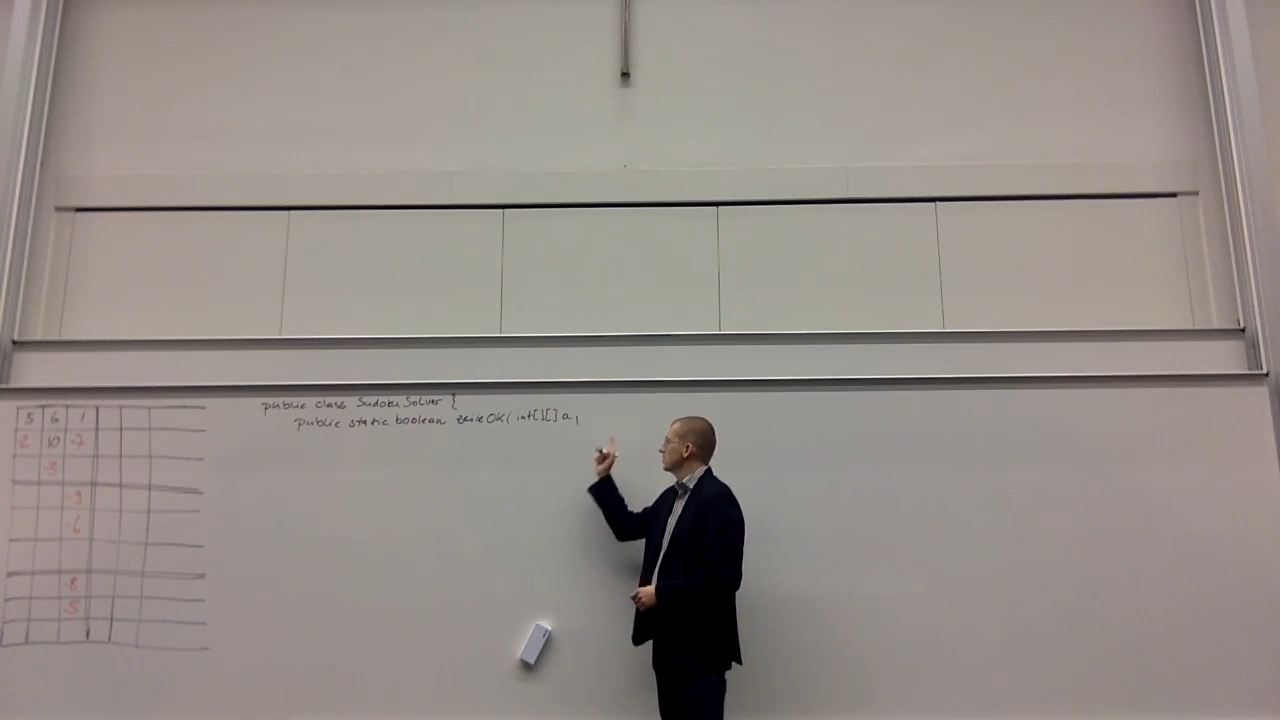 5 6 1
2 10 -7
-3
-9
-6
-8
-5
public class SudokuSolver {
public static boolean zeileOK( int[][] a,